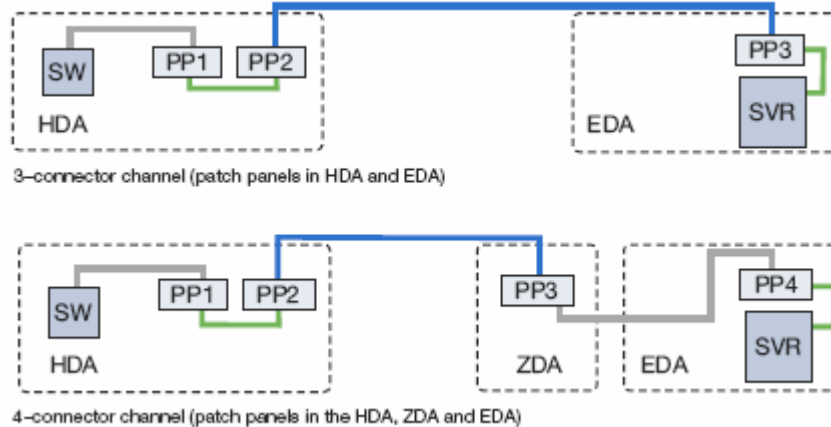 SW
PP1
PP2
HDA
PP3
SVR
EDA
3-connector channel (patch panels in HDA and EDA)
SW
PP1
PP2
HDA
PP3
ZDA
PP4
SVR
EDA
4-connector channel (patch panels in the HDA, ZDA and EDA)